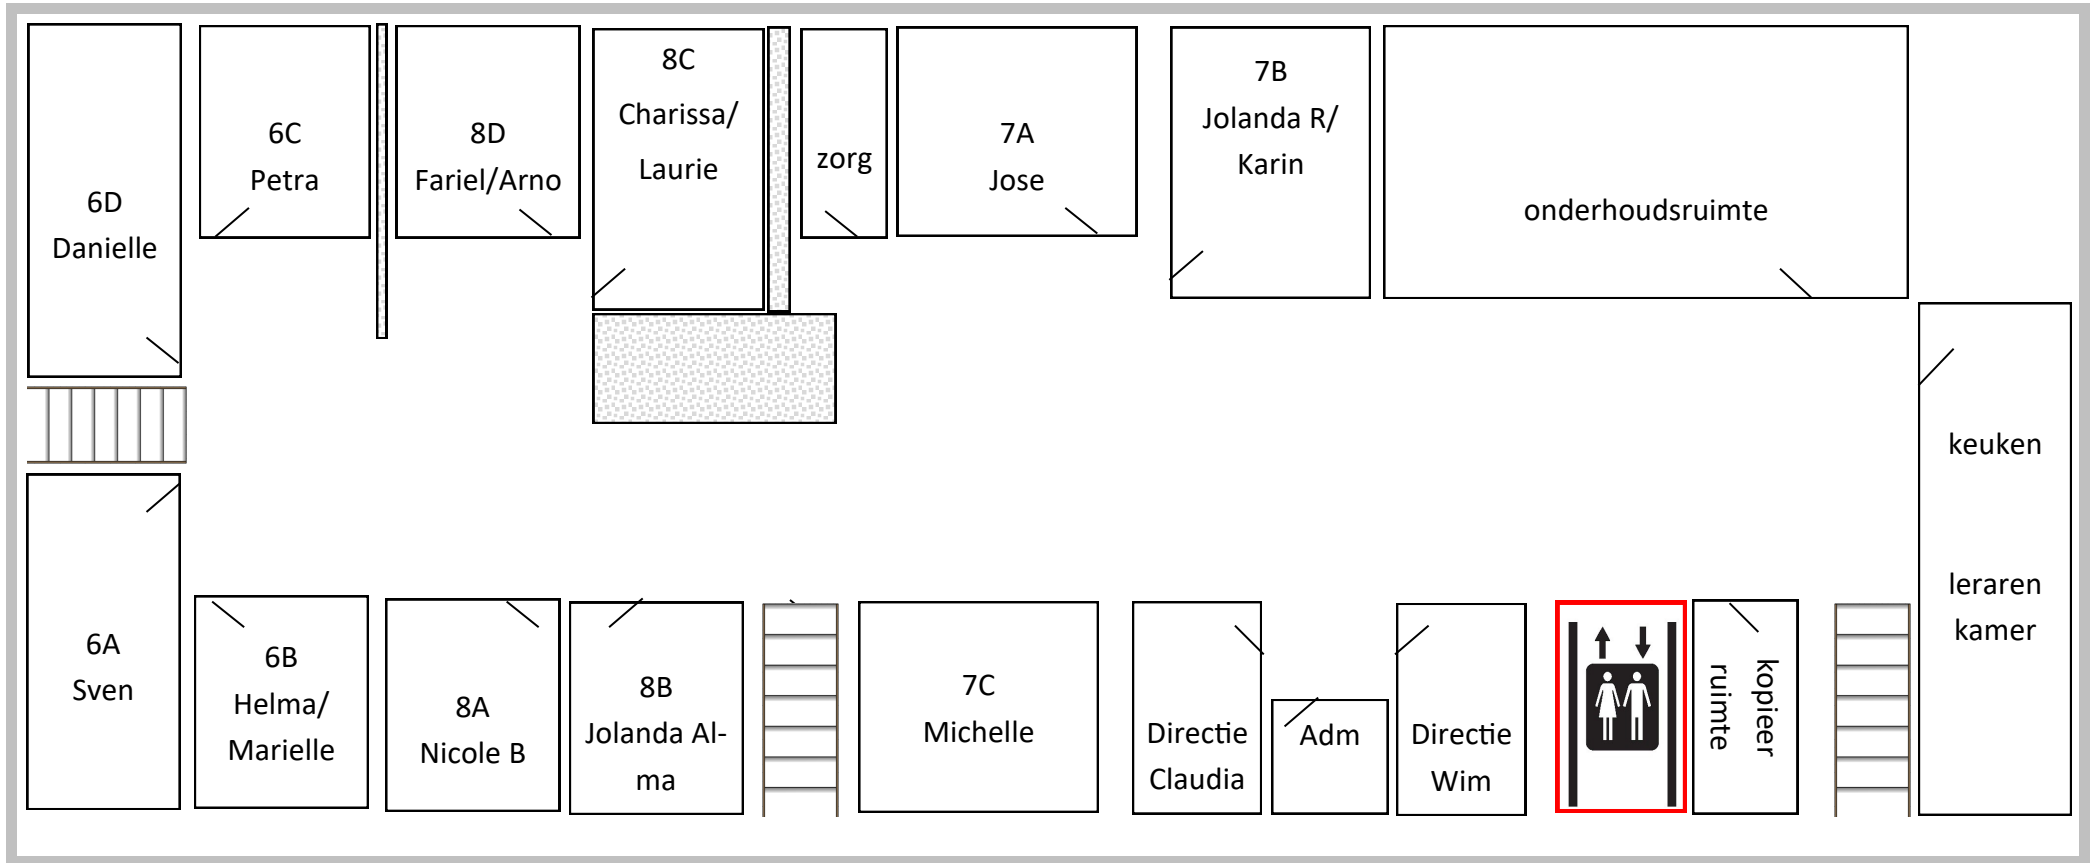 6D
Danielle
6C
Petra
8D
Fariel/Arno
8C
Charissa/
Laurie
zorg
7A
Jose
7B
Jolanda R/
Karin
onderhoudsruimte
keuken
leraren
kamer
6A
Sven
6B
Helma/
Marielle
8A
Nicole B
8B
Jolanda Al-
ma
7C
Michelle
Directie
Claudia
Adm
Directie
Wim
kopieer
ruimte